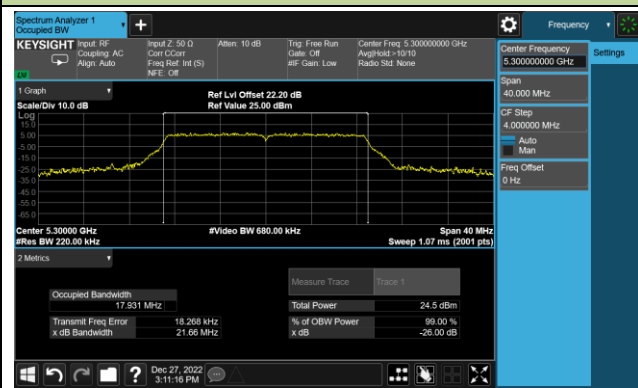 Spectrum Analyzer 1
Occupied BW
Frequency
KEYSIGHT
Input: RF
Coupling: AC
Align: Auto
Input Z: 50 Ω
Corr CCorr
Freq Ref: Int (S)
NFE: Off
Atten: 10 dB
Trig: Free Run
Gate: Off
#IF Gain: Low
Center Freq: 5.300000000 GHz
Avg|Hold:>10/10
Radio Std: None
Center Frequency
5.300000000 GHz
Settings
Span
40.000 MHz
CF Step
4.000000 MHz
Auto
Man
Freq Offset
0 Hz
1 Graph
Scale/Div 10.0 dB
Ref Lvl Offset 22.20 dB
Ref Value 25.00 dBm
Log
15.0
5.00
-5.00
-15.0
-25.0
-35.0
-45.0
-55.0
-65.0
Center 5.30000 GHz
#Res BW 220.00 kHz
#Video BW 680.00 kHz
Span 40 MHz
Sweep 1.07 ms (2001 pts)
2 Metrics
Measure Trace
Trace 1
Occupied Bandwidth
17.931 MHz
Total Power
24.5 dBm
Transmit Freq Error
18.268 kHz
% of OBW Power
99.00 %
x dB Bandwidth
21.66 MHz
x dB
-26.00 dB
Dec 27, 2022
3:11:16 PM